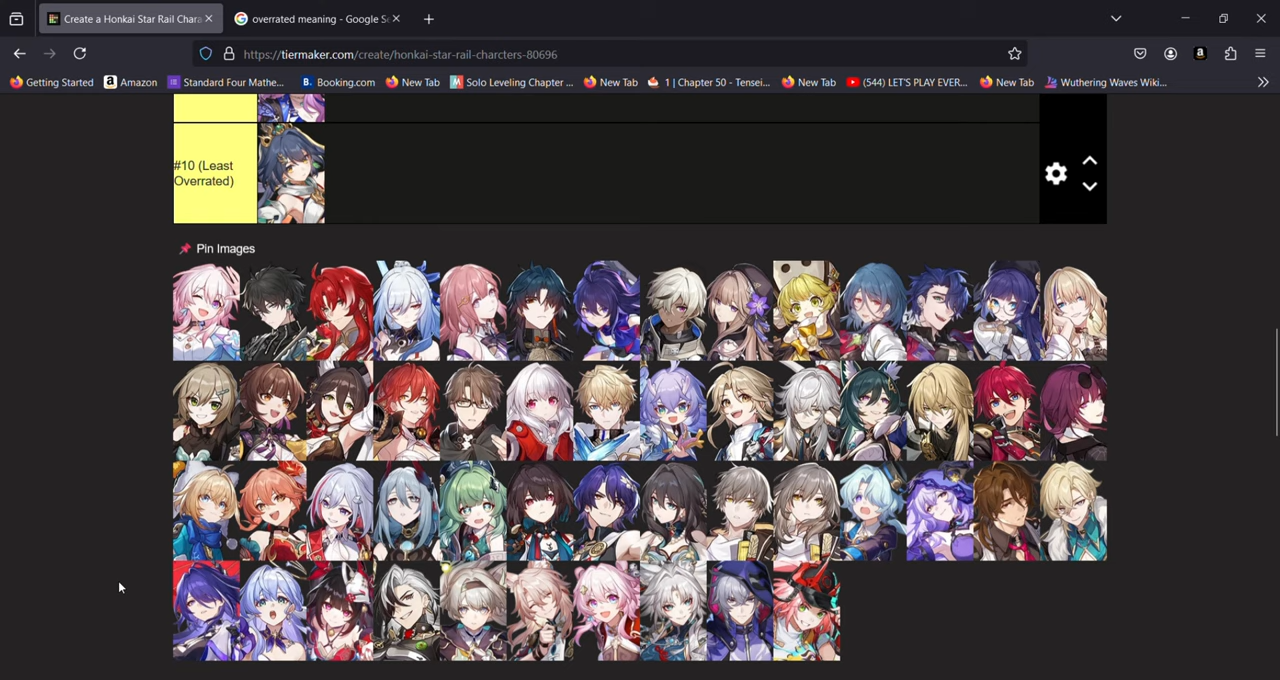 Create a Honkai Star Rail Chara
overrated meaning - Google Se
https://tiermaker.com/create/honkai-star-rail-charcters-80696
Getting Started
Amazon
Standard Four Mathe...
Booking.com
New Tab
Solo Leveling Chapter ...
New Tab
1 | Chapter 50 - Tensei...
New Tab
(544) LET'S PLAY EVER...
New Tab
Wuthering Waves Wiki...
#10 (Least
Overrated)
Pin Images